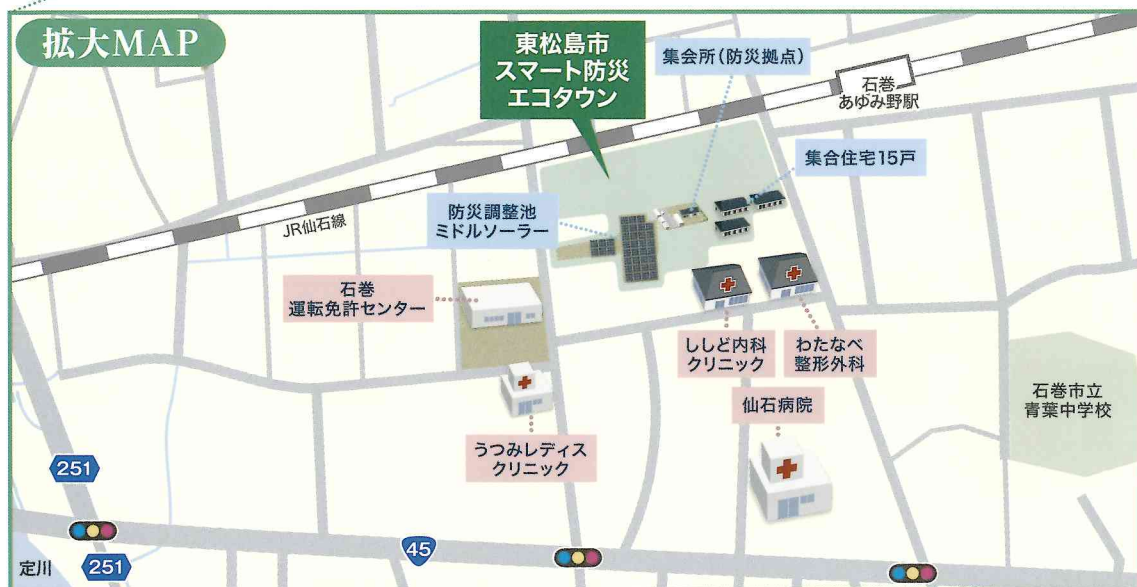 拡大MAP
東松島市
スマート防災
エコタウン
集会所(防災拠点)
石巻
あゆみ野駅
集合住宅15戸
防災調整池
ミドルソーラー
JR仙石線
石巻
運転免許センター
ししど内科
クリニック
わたなべ
整形外科
仙石病院
石巻市立
青葉中学校
うつみレディス
クリニック
251
45
定川
251